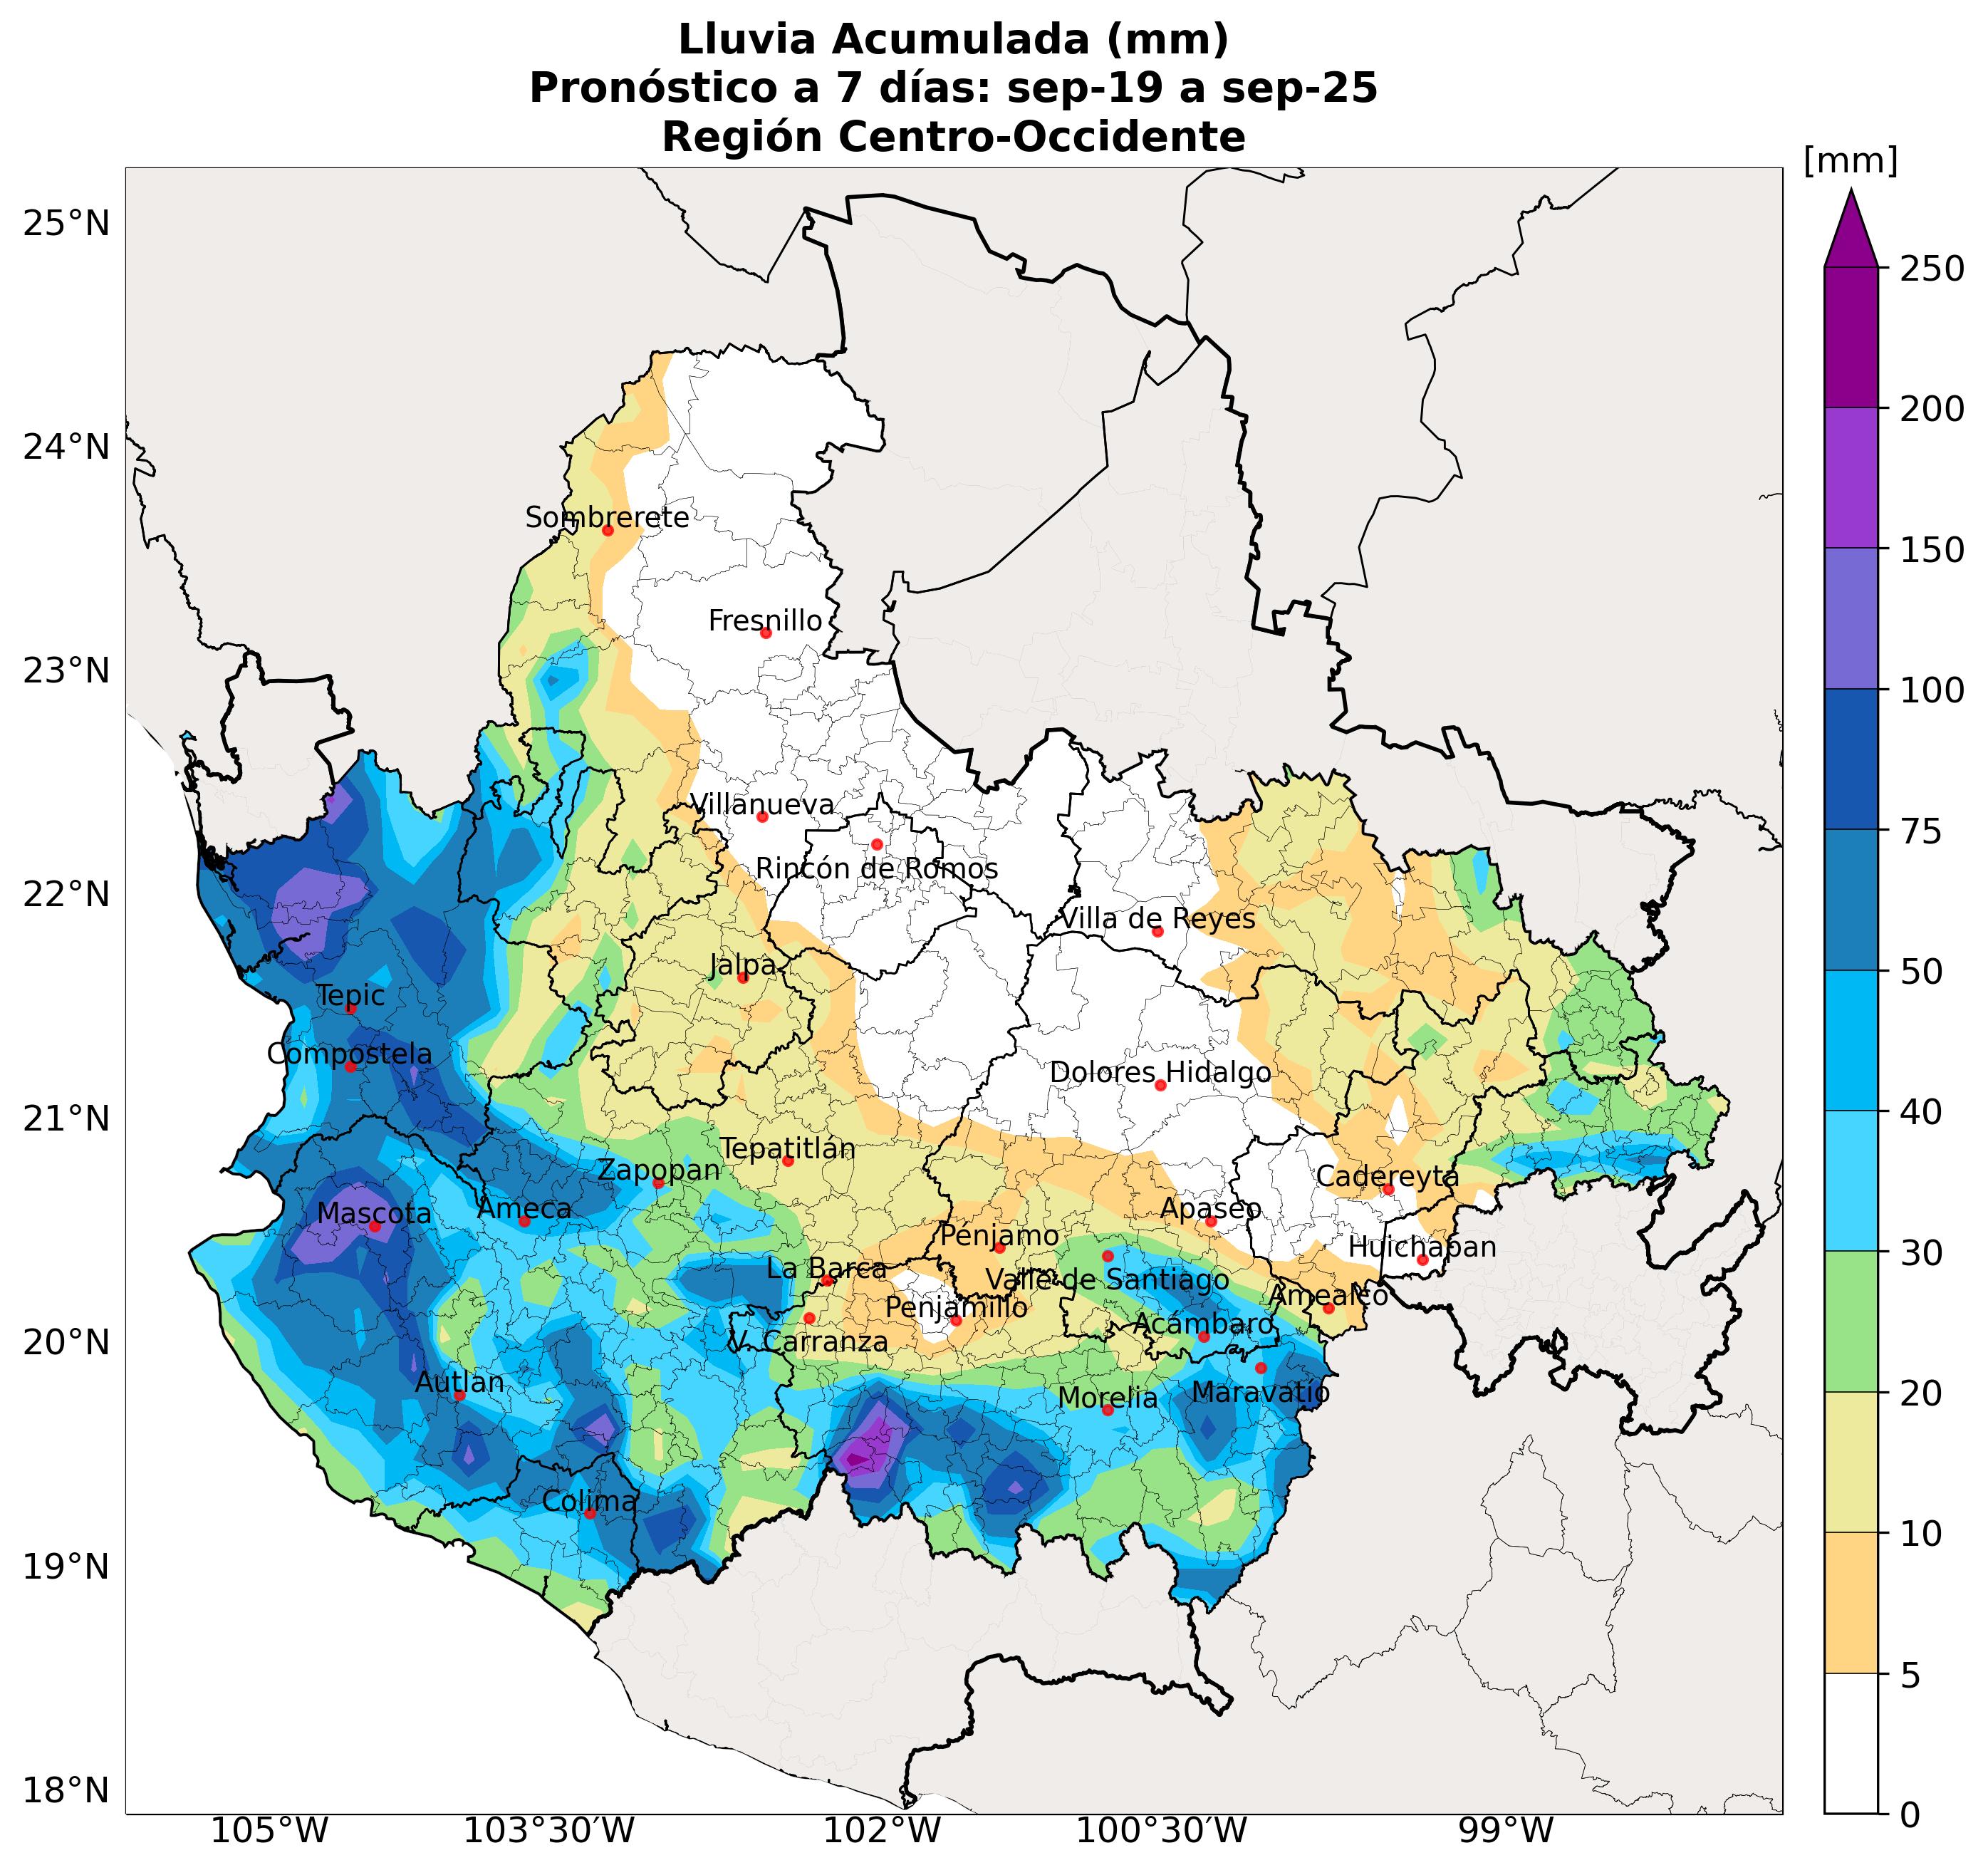 Lluvia Acumulada (mm)
Pronóstico a 7 días: sep-19 a sep-25
Región Centro-Occidente
[mm]
25°N
24°N
23°N
22°N
21°N
20°N
19°N
18°N
105°W
103°30'W
102°W
100°30'W
99°W
250
200
150
100
75
50
40
30
20
10
5
0
Sombrerete
Fresnillo
Villanueva
Rincón de Romos
Villa de Reyes
Jalpa
Tepic
Compostela
Dolores Hidalgo
Tepatitlán
Zapopan
Cadereyta
Mascota
Ameca
Apaseo
Pénjamo
Huichapan
La Barca
Valle de Santiago
Amealco
Penjamillo
Acámbaro
V. Carranza
Autlán
Morelia
Maravatío
Colima